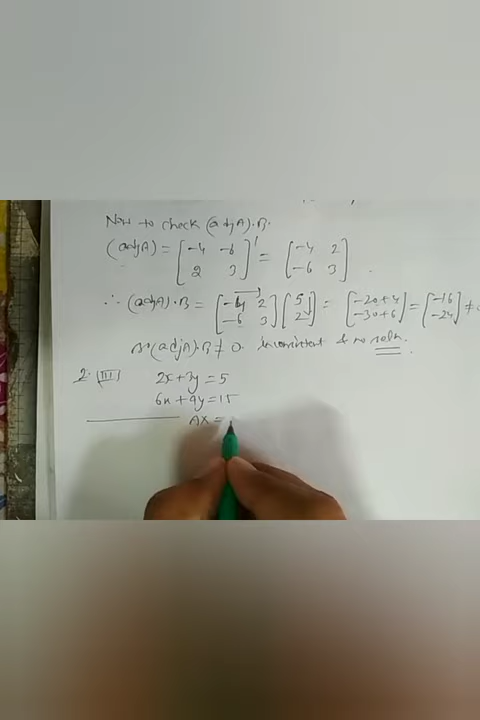 Now to check (adjA).B.
(adjA) = [-4 -6 2 3]' = [-4 2 -6 3].
∴ (adjA).B = [-4 2 -6 3] [5 2] = [-20+4 -30+6] = [-16 -24] ≠
so (adjA).B ≠ 0 inconsistent & no soln.
2. III 2x+3y=5
6x+9y=15
AX=